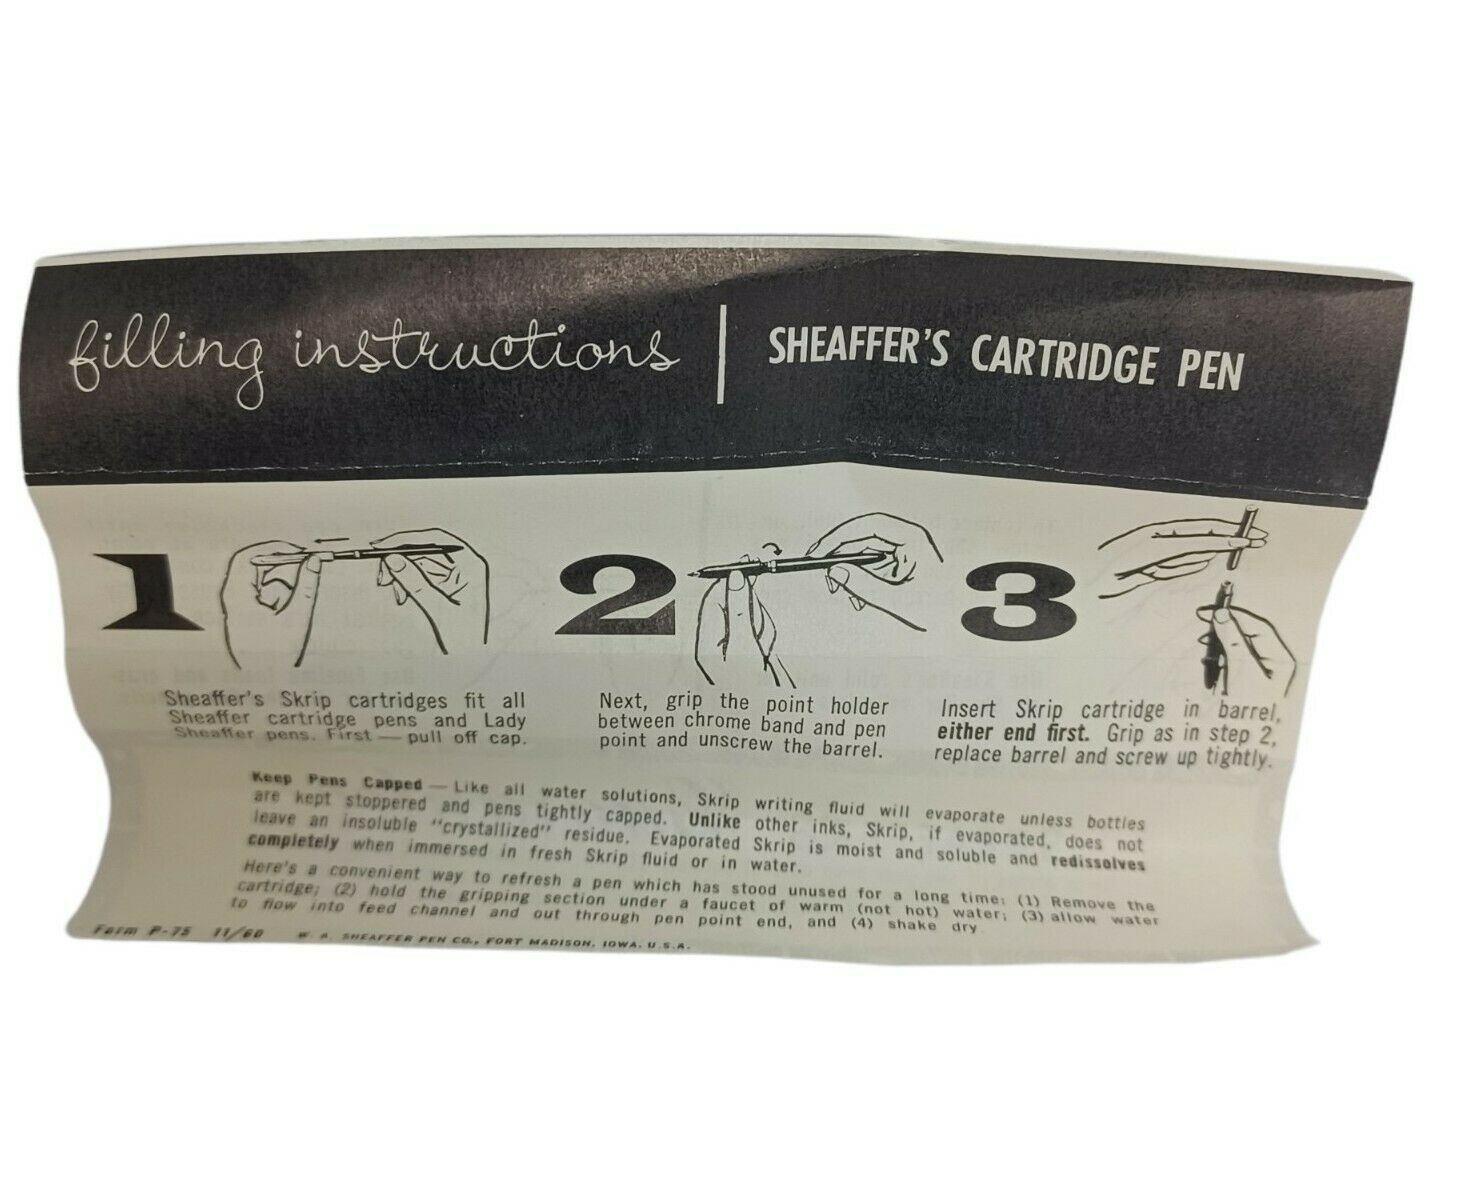 filling instructions | SHEAFFER'S CARTRIDGE PEN
1 2 3
Sheaffer's Skrip cartridges fit all
Sheaffer cartridge pens and Lady
Sheaffer pens. First — pull off cap.
Next, grip the point holder
between chrome band and pen
point and unscrew the barrel.
Insert Skrip cartridge in barrel,
either end first. Grip as in step 2,
replace barrel and screw up tightly.
Keep Pens Capped — Like all water solutions, Skrip writing fluid will evaporate unless bottles
are kept stoppered and pens tightly capped. Unlike other inks, Skrip, if evaporated, does not
leave an insoluble "crystallized" residue. Evaporated Skrip is moist and soluble and redissolves
completely when immersed in fresh Skrip fluid or in water.
Here's a convenient way to refresh a pen which has stood unused for a long time: (1) Remove the
cartridge; (2) hold the gripping section under a faucet of warm (not hot) water; (3) allow water
to flow into feed channel and out through pen point end, and (4) shake dry
Form P-75 11/60 W. A. SHEAFFER PEN CO., FORT MADISON, IOWA, U.S.A.